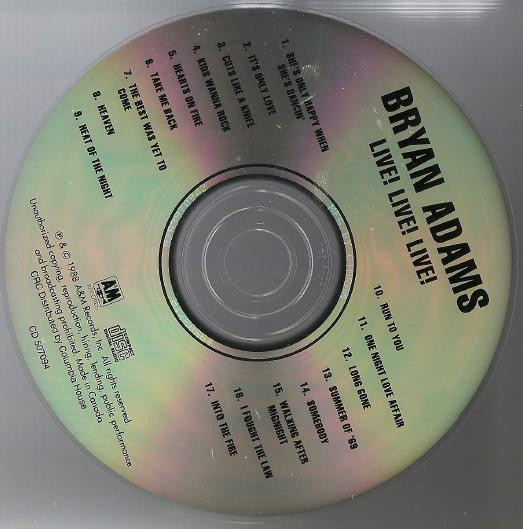 BRYAN ADAMS
LIVE! LIVE! LIVE!
1. SHE'S ONLY HAPPY WHEN
SHE'S DANCIN'
2. IT'S ONLY LOVE
3. CUTS LIKE A KNIFE
4. KIDS WANNA ROCK
5. HEARTS ON FIRE
6. TAKE ME BACK
7. THE BEST WAS YET TO
COME
8. HEAVEN
9. HEAT OF THE NIGHT
10. RUN TO YOU
11. ONE NIGHT LOVE AFFAIR
12. LONG GONE
13. SUMMER OF '69
14. SOMEBODY
15. WALKING AFTER
MIDNIGHT
16. I FOUGHT THE LAW
17. INTO THE FIRE
A&M
RECORDS
COMPACT
disc
DIGITAL AUDIO
℗ & © 1988 A&M Records, Inc. All rights reserved.
Unauthorized copying, reproduction, hiring, lending, public performance
and broadcasting prohibited. Made in Canada.
CRC Distributed by Columbia House
CD 507094